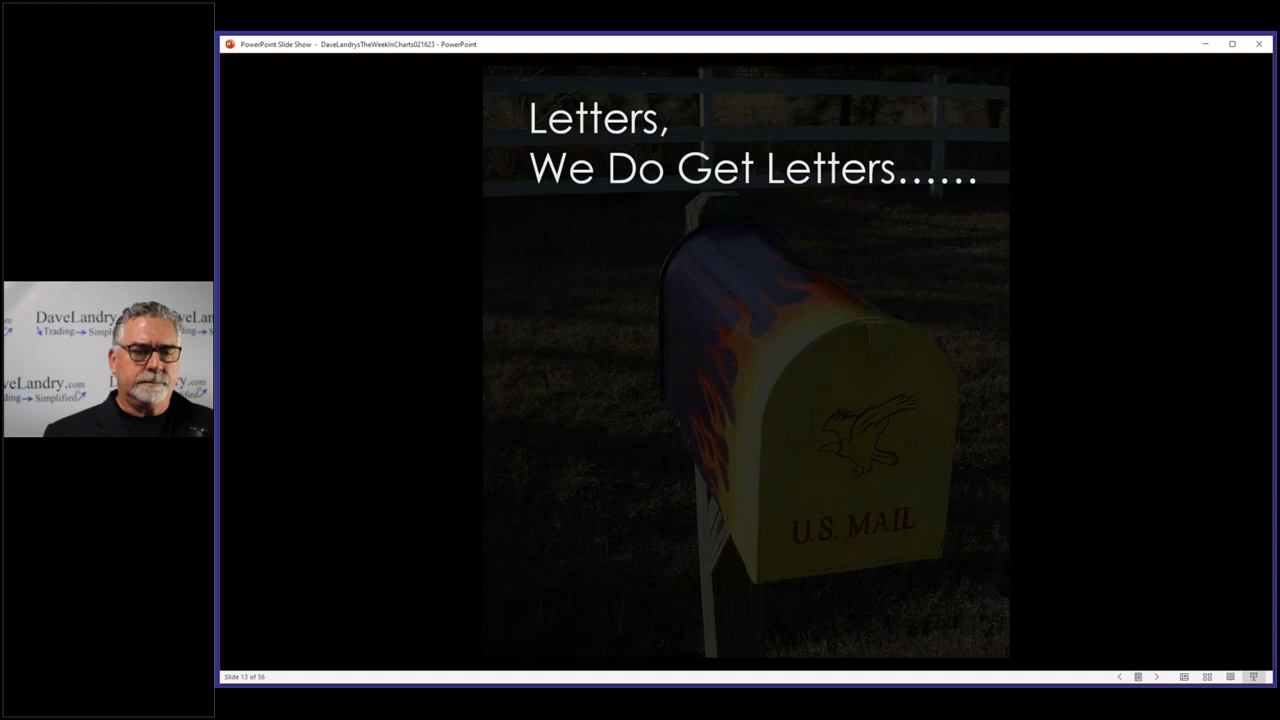 PowerPoint Slide Show - DaveLandrysTheWeekInCharts021623 - PowerPoint
Letters,
We Do Get Letters......
U.S. MAIL
DaveLandry.com
Trading Simplified
Slide 13 of 56